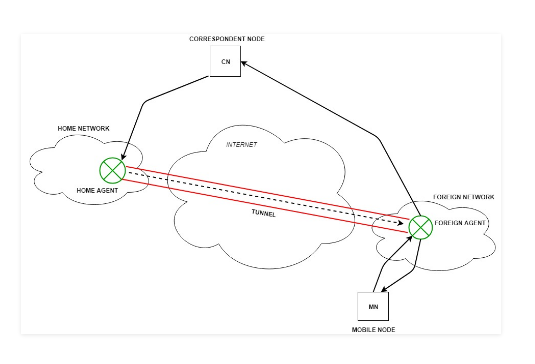 CORRESPONDENT NODE
CN
HOME NETWORK
INTERNET
HOME AGENT
FOREIGN NETWORK
TUNNEL
FOREIGN AGENT
MN
MOBILE NODE